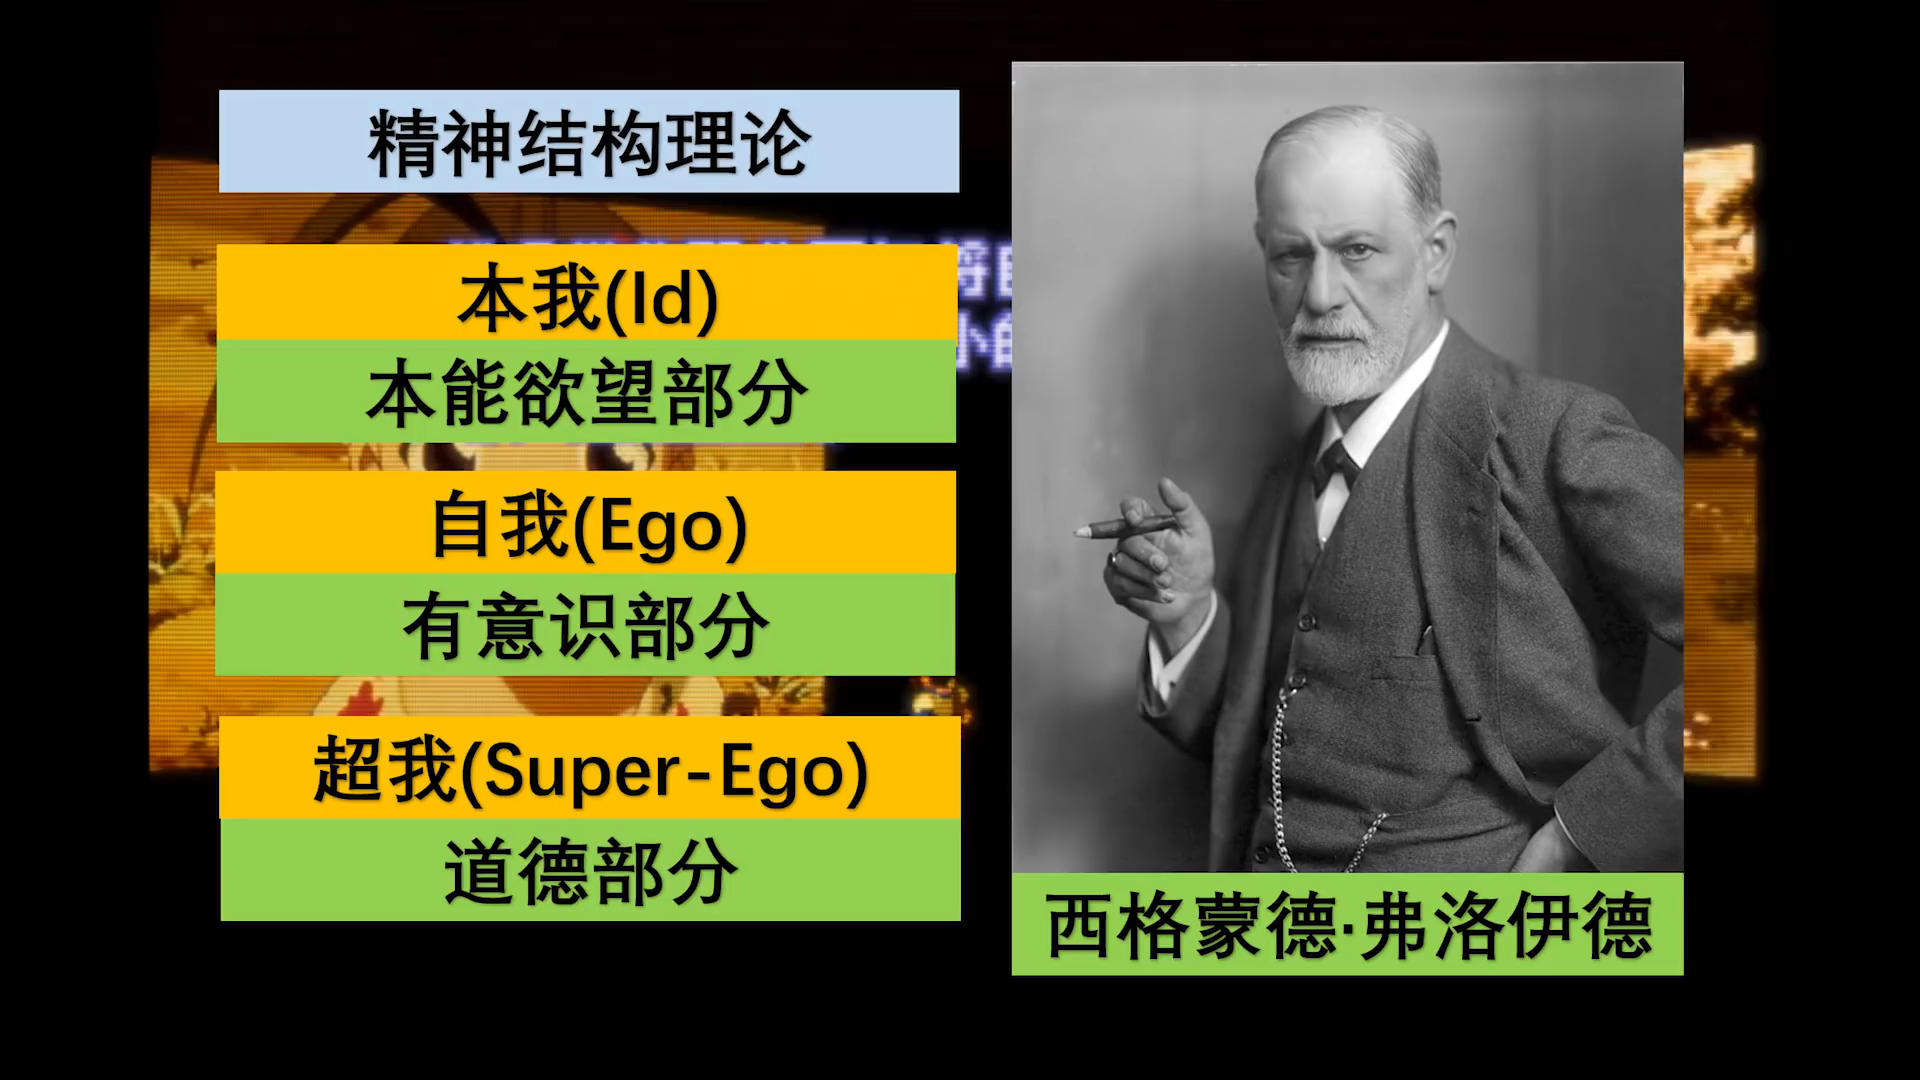 精神结构理论
本我(Id)
本能欲望部分
自我(Ego)
有意识部分
超我(Super-Ego)
道德部分
西格蒙德·弗洛伊德